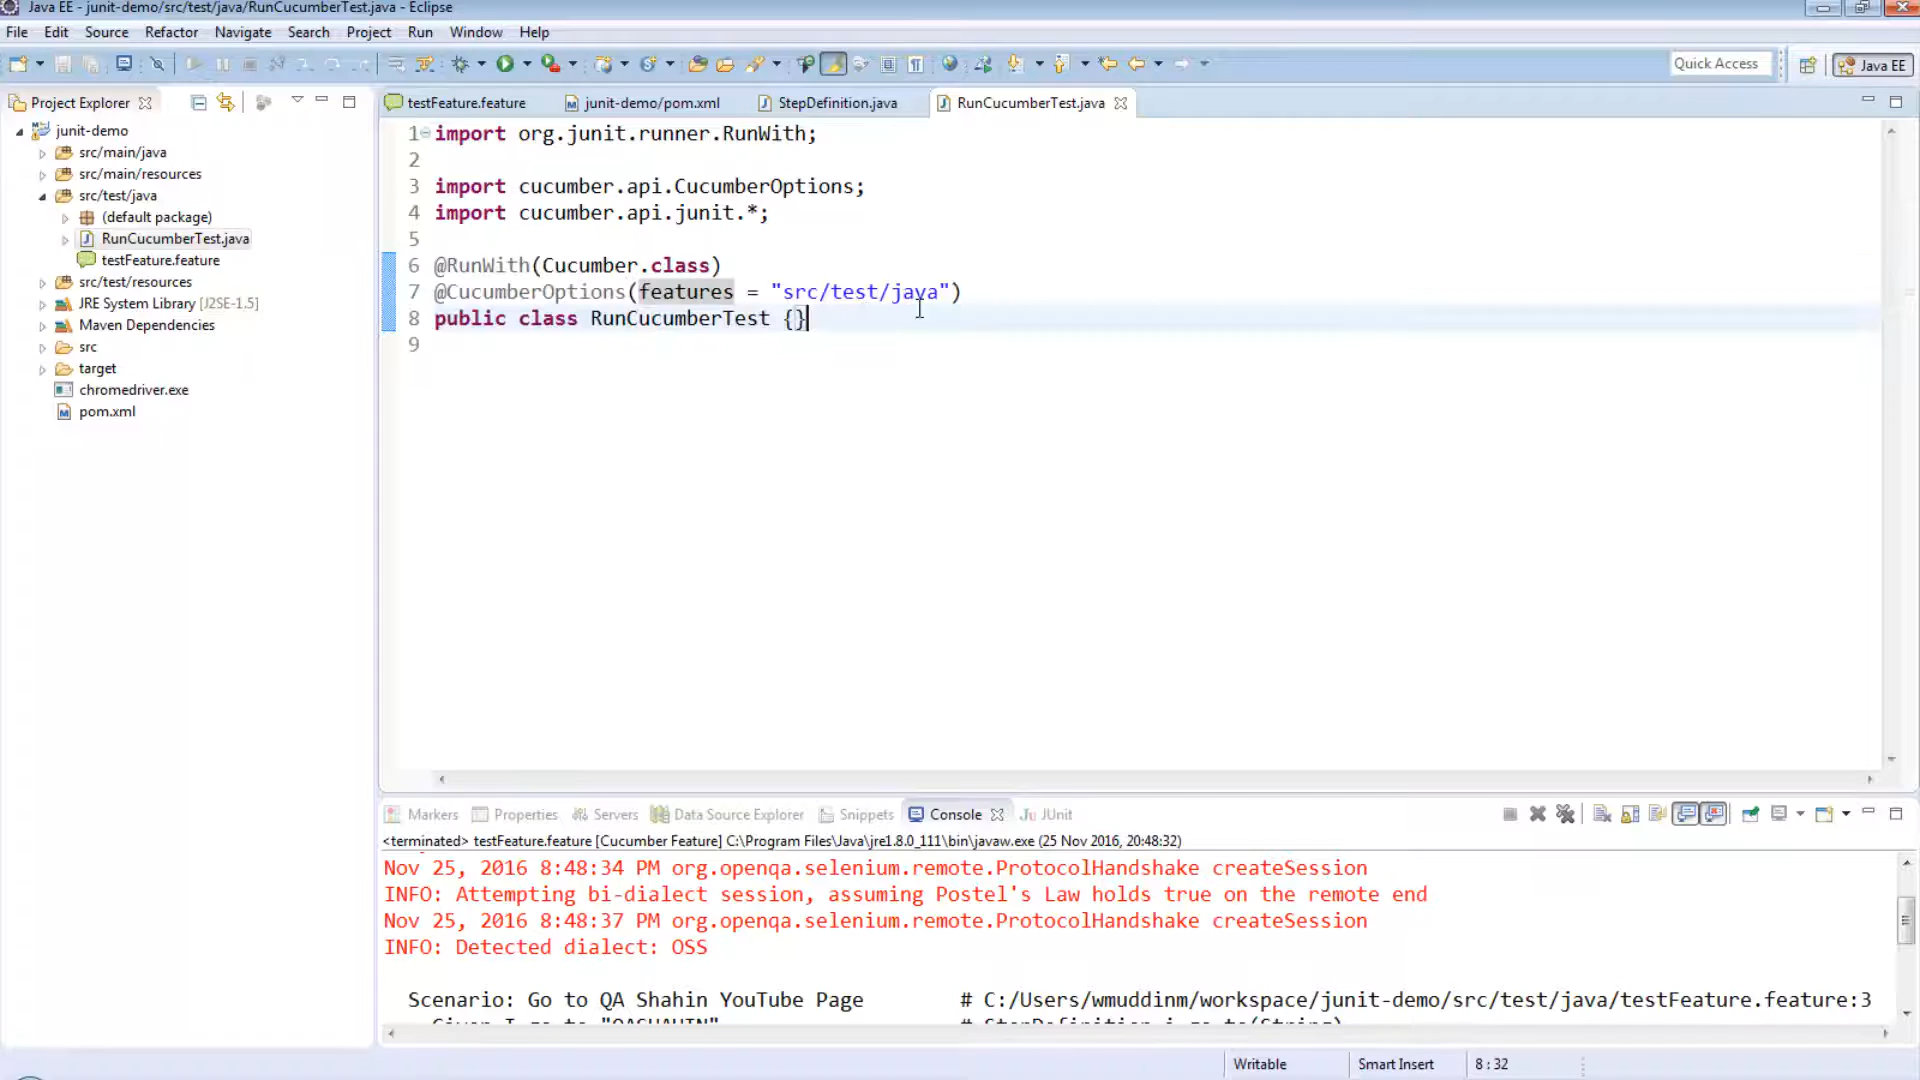 Java EE - junit-demo/src/test/java/RunCucumberTest.java - Eclipse
File Edit Source Refactor Navigate Search Project Run Window Help
Quick Access
Java EE
Project Explorer
junit-demo
src/main/java
src/main/resources
src/test/java
(default package)
RunCucumberTest.java
testFeature.feature
src/test/resources
JRE System Library [J2SE-1.5]
Maven Dependencies
src
target
chromedriver.exe
pom.xml
testFeature.feature junit-demo/pom.xml StepDefinition.java RunCucumberTest.java
1 import org.junit.runner.RunWith;
2
3 import cucumber.api.CucumberOptions;
4 import cucumber.api.junit.*;
5
6 @RunWith(Cucumber.class)
7 @CucumberOptions(features = "src/test/java")
8 public class RunCucumberTest {}
9
Markers Properties Servers Data Source Explorer Snippets Console JUnit
<terminated> testFeature.feature [Cucumber Feature] C:\Program Files\Java\jre1.8.0_111\bin\javaw.exe (25 Nov 2016, 20:48:32)
Nov 25, 2016 8:48:34 PM org.openqa.selenium.remote.ProtocolHandshake createSession
INFO: Attempting bi-dialect session, assuming Postel's Law holds true on the remote end
Nov 25, 2016 8:48:37 PM org.openqa.selenium.remote.ProtocolHandshake createSession
INFO: Detected dialect: OSS
Scenario: Go to QA Shahin YouTube Page # C:/Users/wmuddinm/workspace/junit-demo/src/test/java/testFeature.feature:3
Given I go to "QASHAHIN" # StepDefinition.i_go_to(String)
Writable Smart Insert 8 : 32